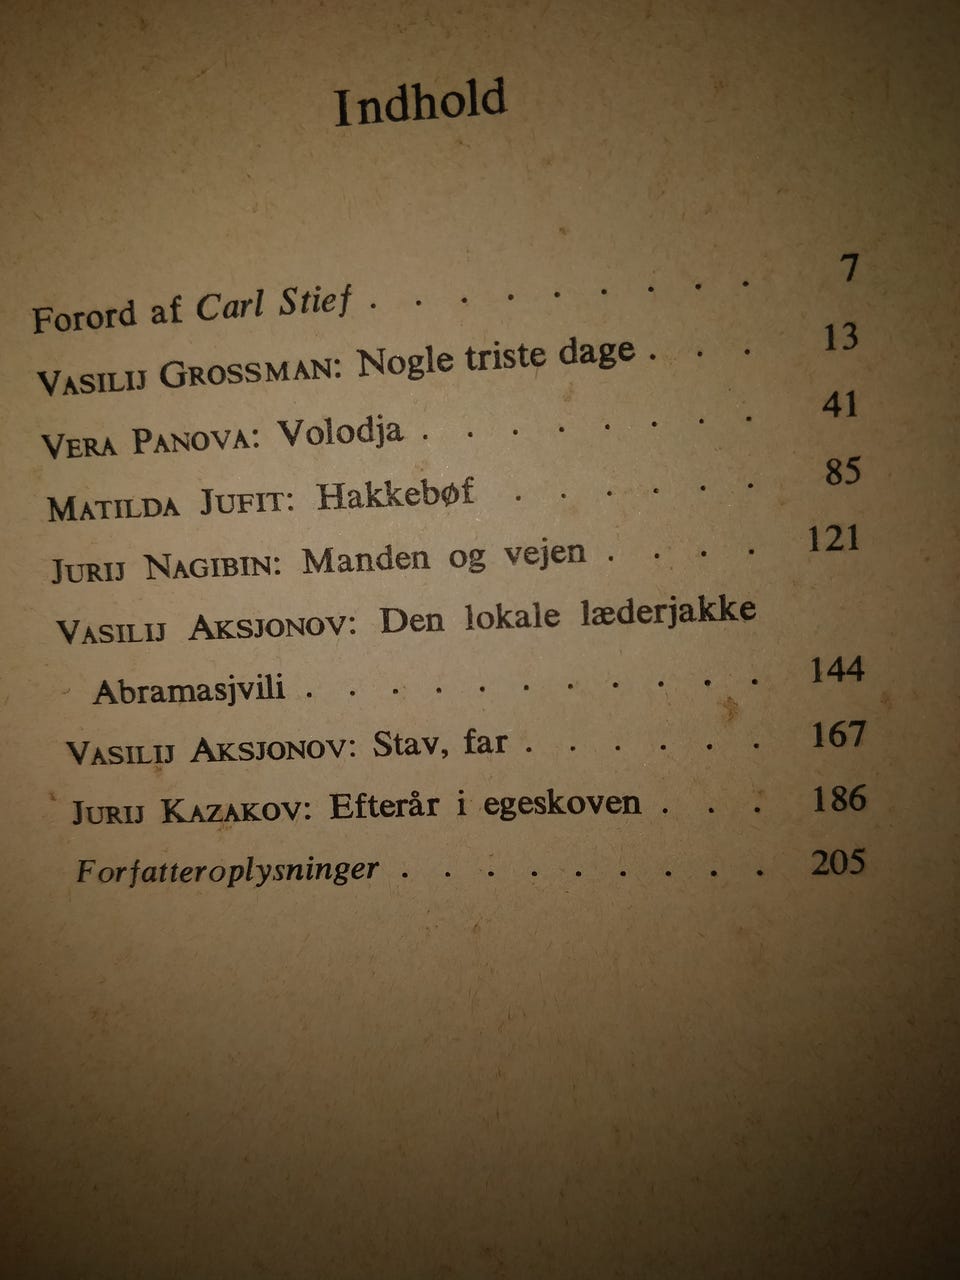 Indhold
Forord af Carl Stief . . . . . . . . . 7
VASILIJ GROSSMAN: Nogle triste dage . . . 13
VERA PANOVA: Volodja . . . . . . . . 41
MATILDA JUFIT: Hakkebøf . . . . . . 85
JURIJ NAGIBIN: Manden og vejen . . . . 121
VASILIJ AKSJONOV: Den lokale læderjakke
Abramasjvili . . . . . . . . . . . 144
VASILIJ AKSJONOV: Stav, far . . . . . . 167
JURIJ KAZAKOV: Efterår i egeskoven . . . 186
Forfatteroplysninger . . . . . . . . . 205